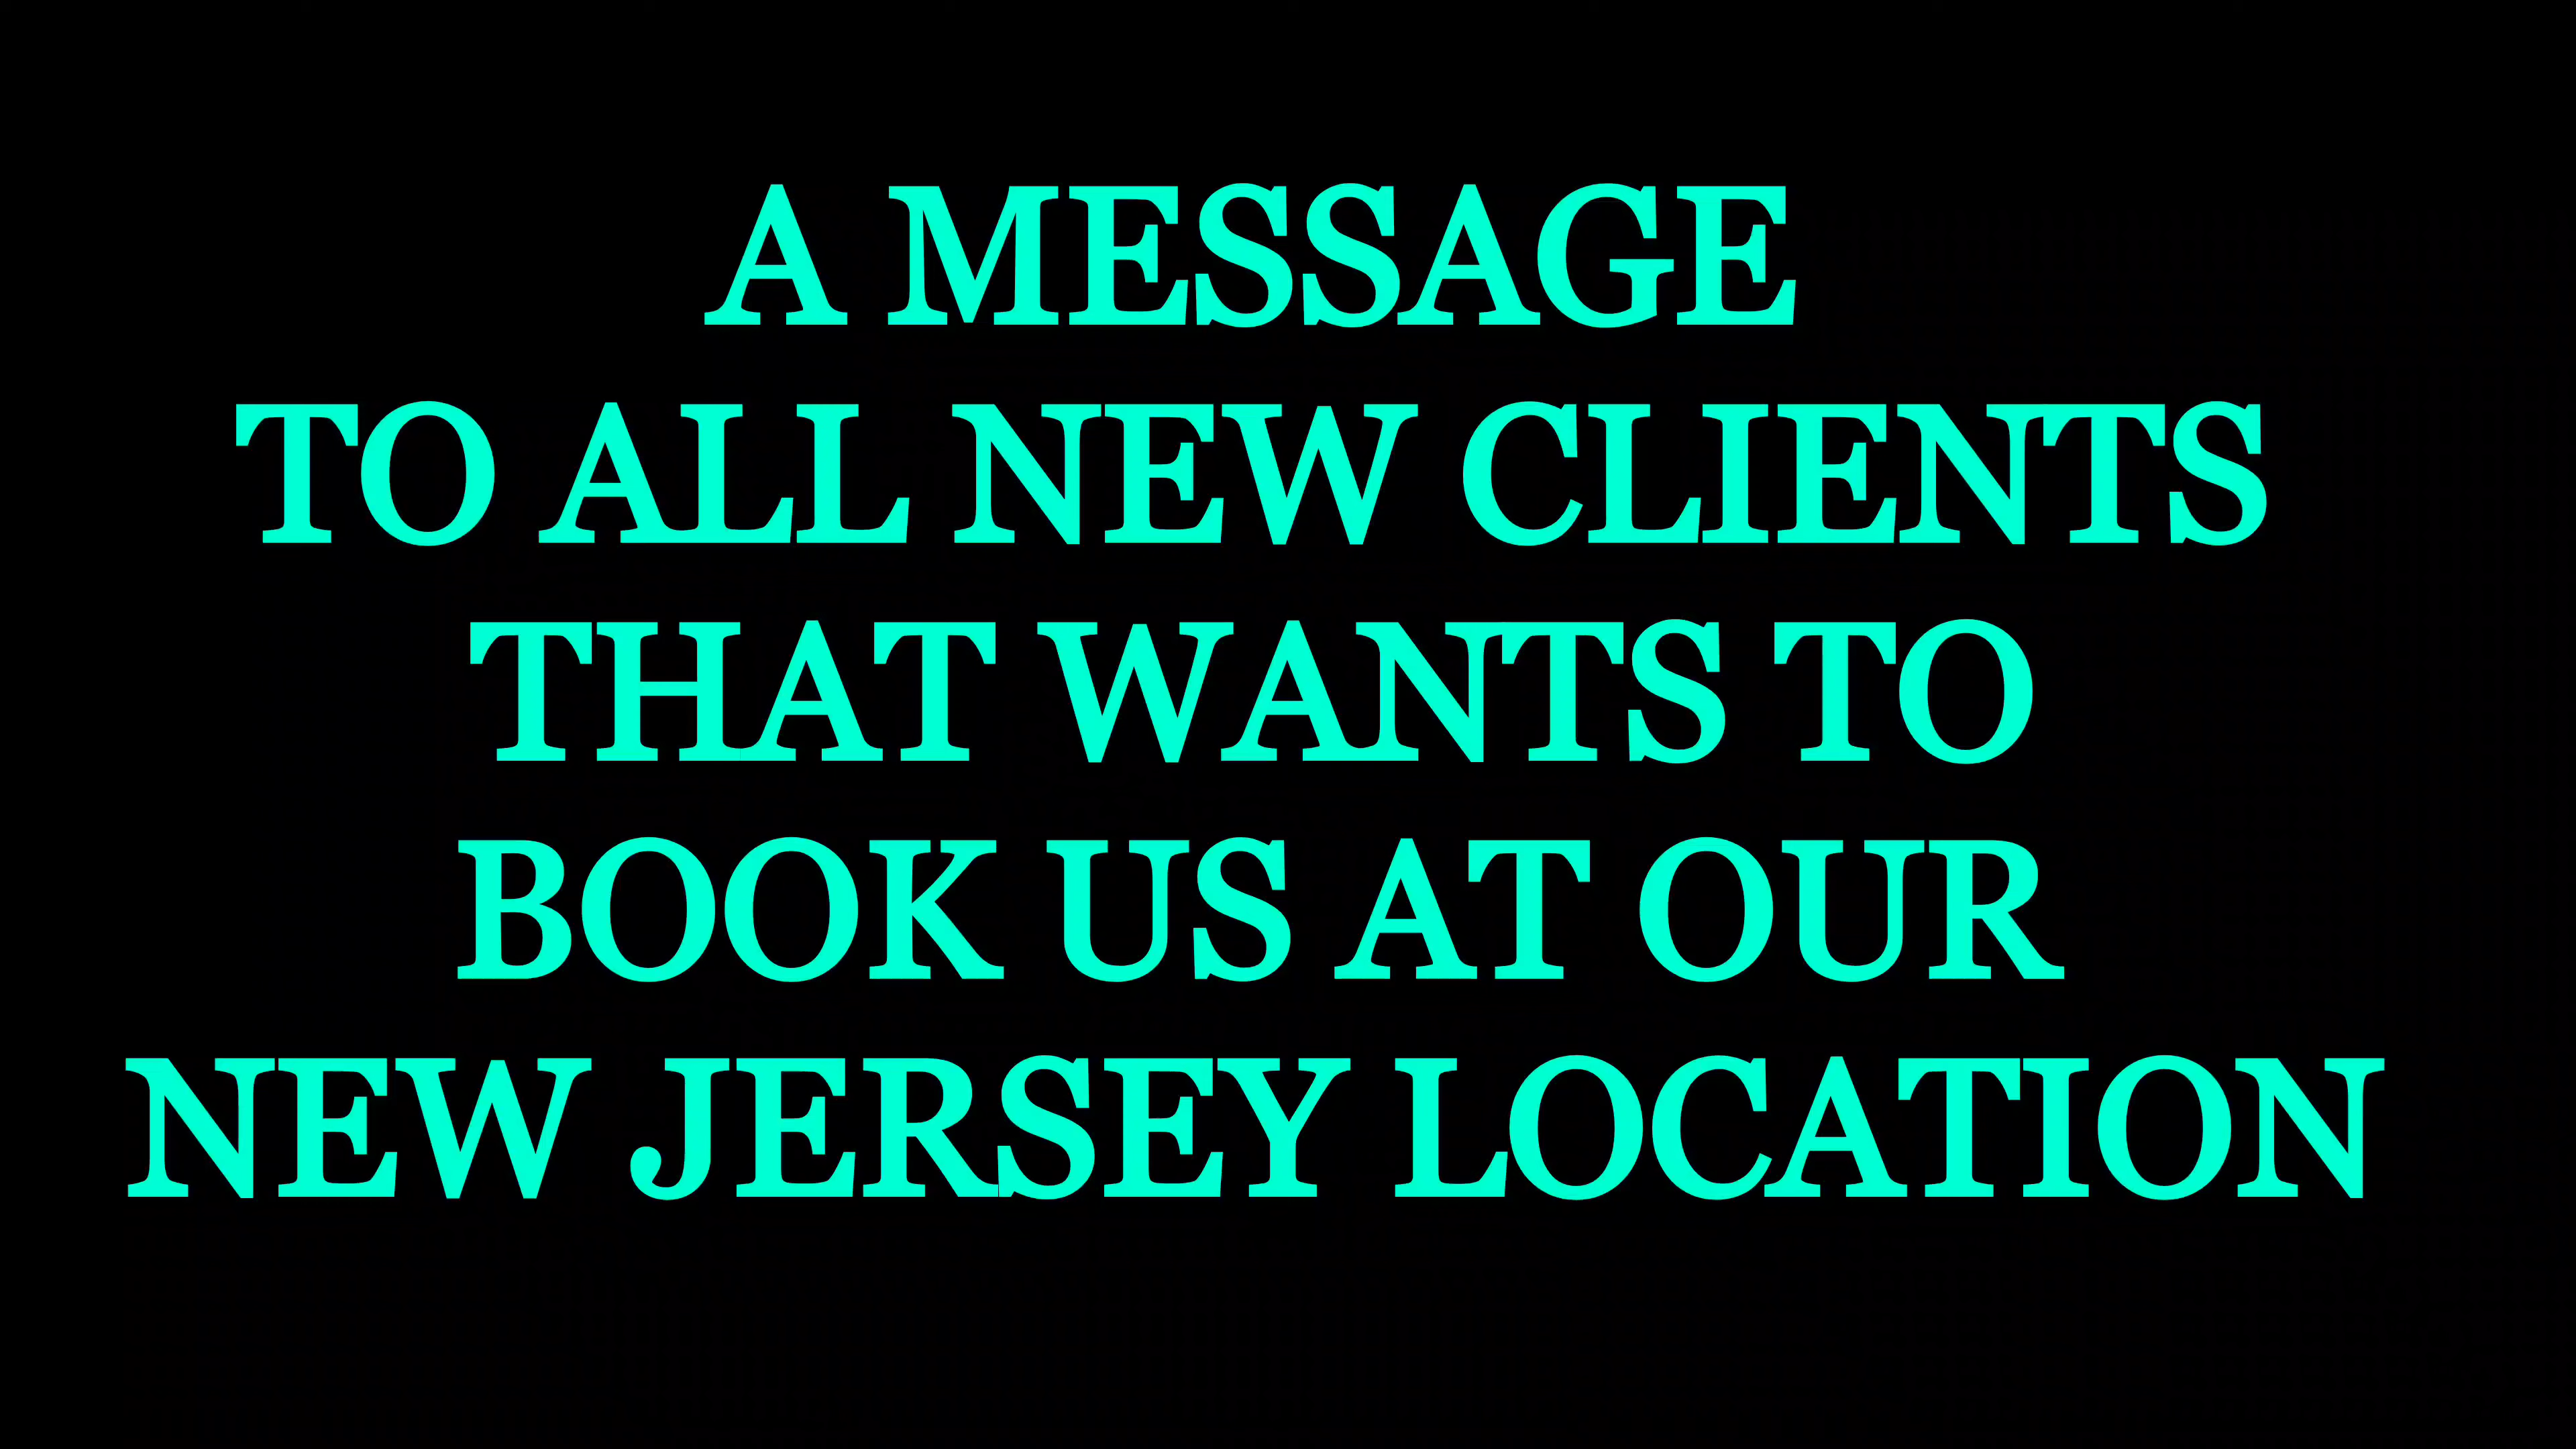 A MESSAGE
TO ALL NEW CLIENTS
THAT WANTS TO
BOOK US AT OUR
NEW JERSEY LOCATION